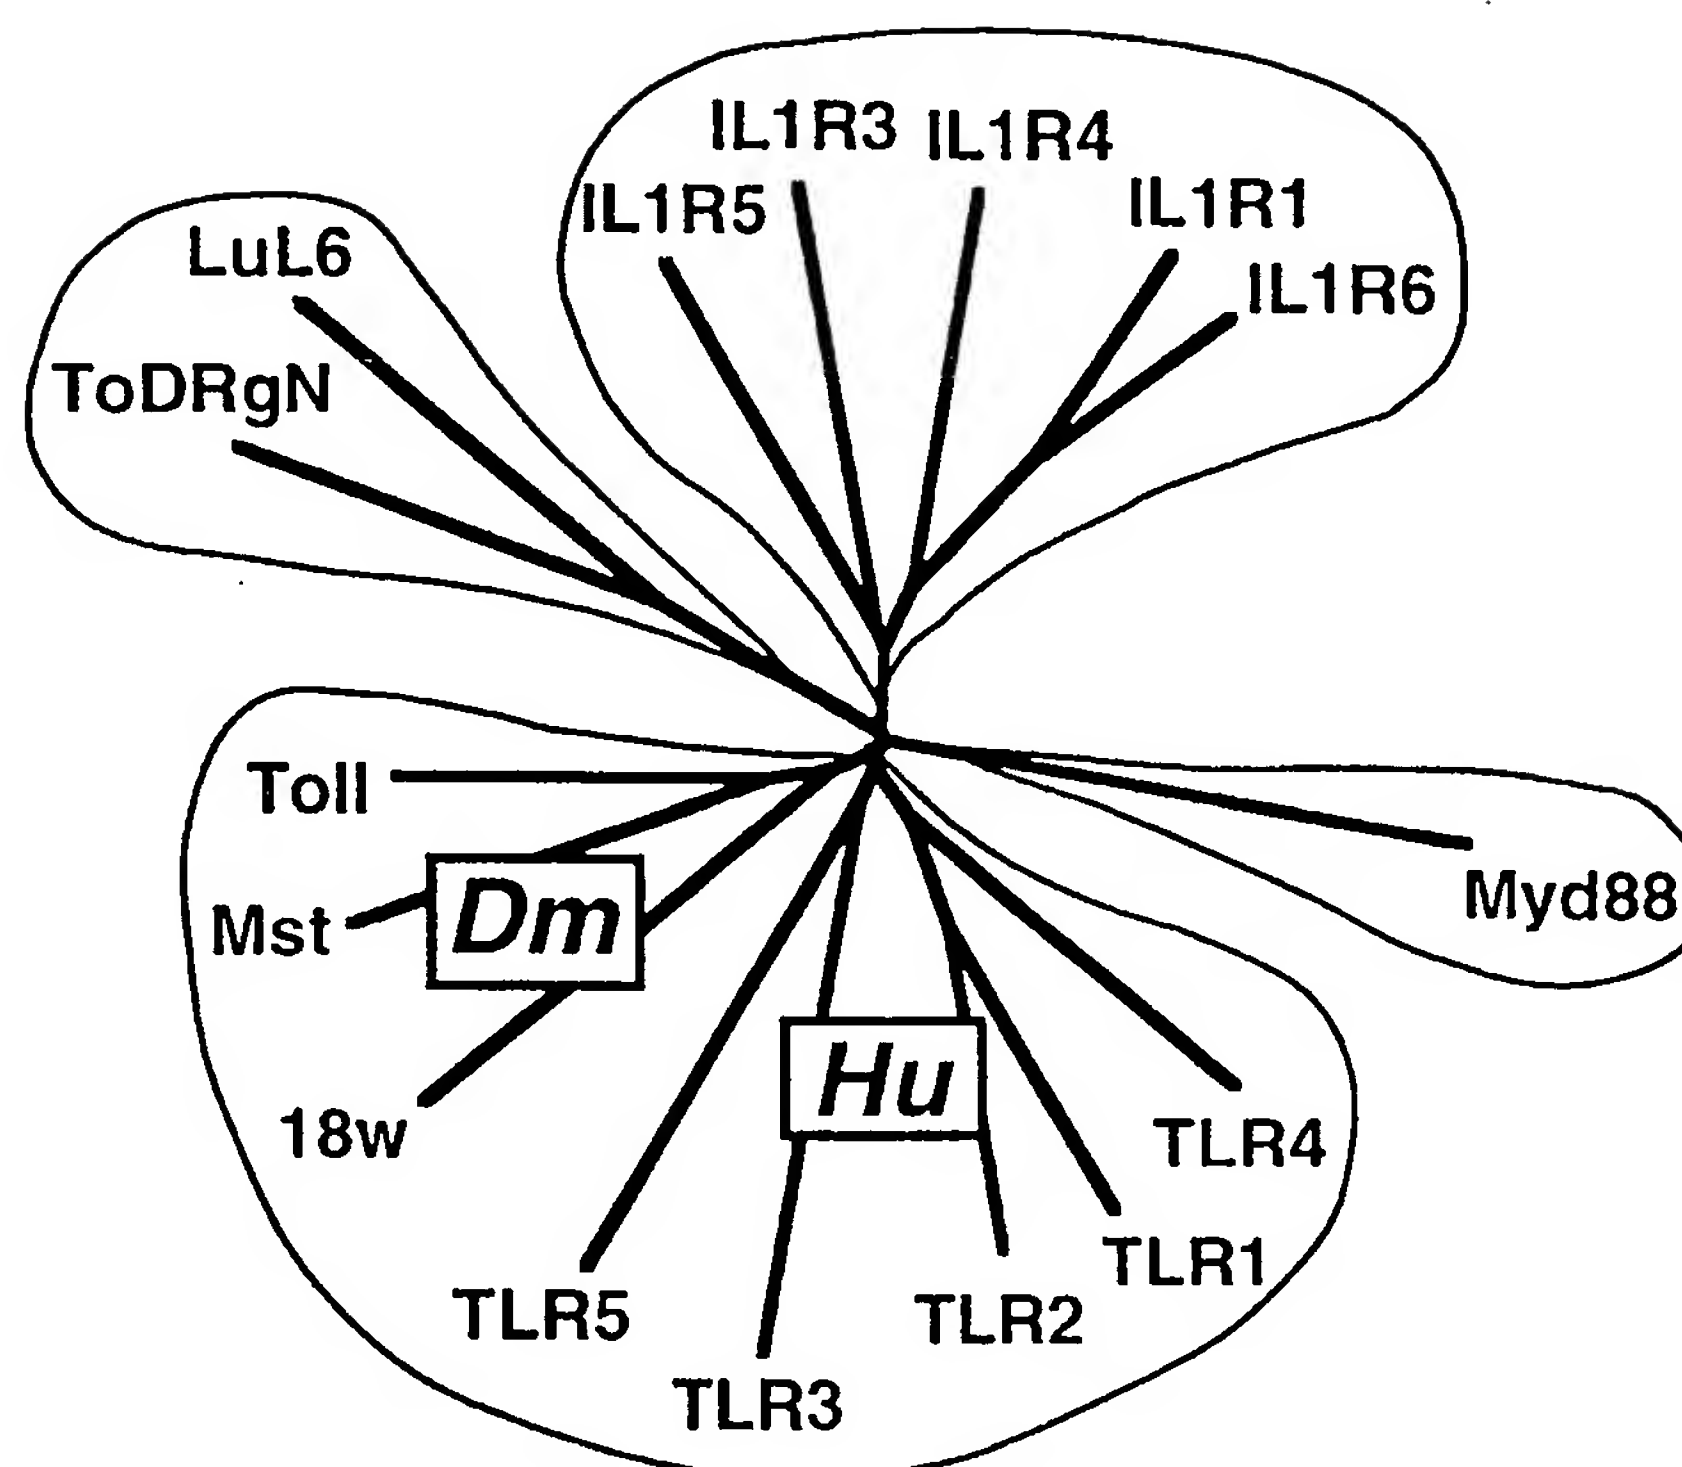 IL1R3 IL1R4
IL1R5 IL1R1
LuL6 IL1R6
ToDRgN
Toll
Mst Dm Myd88
18w Hu TLR4
TLR5 TLR2 TLR1
TLR3